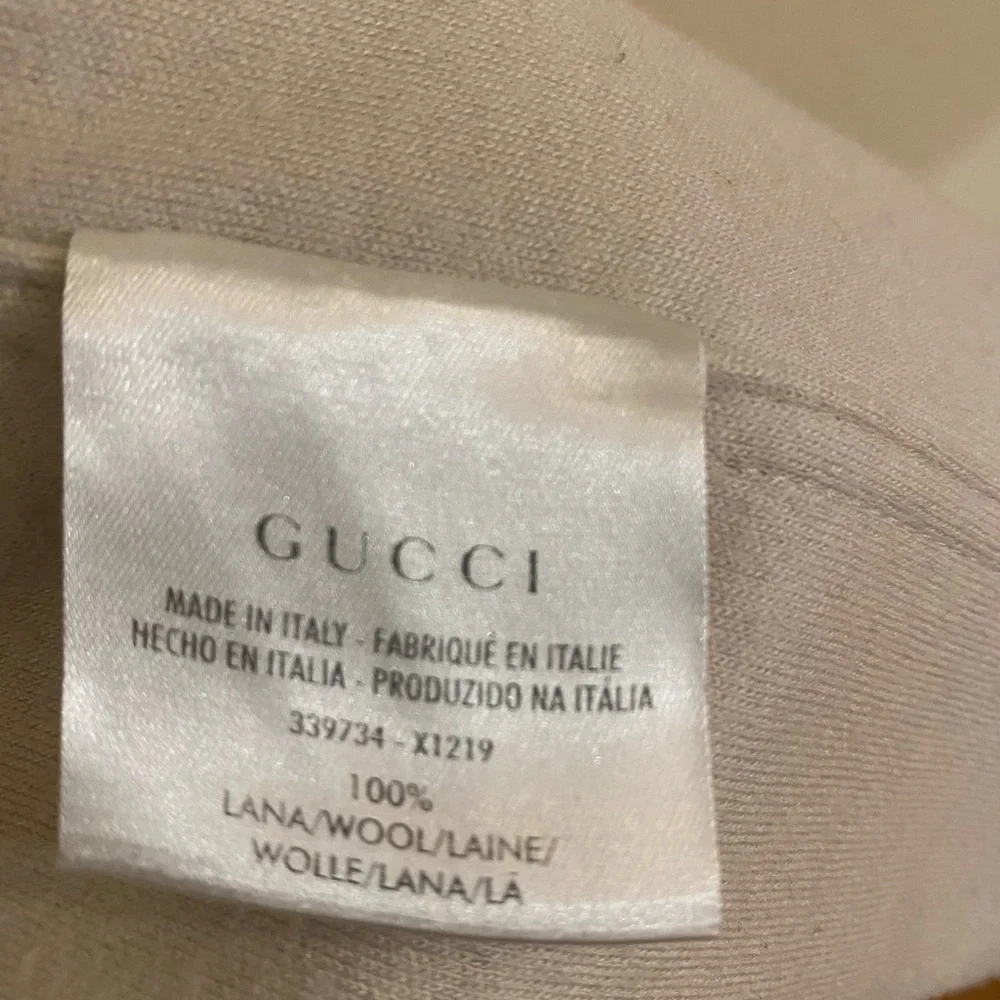 GUCCI
MADE IN ITALY - FABRIQUÉ EN ITALIE
HECHO EN ITALIA - PRODUZIDO NA ITÁLIA
339734 - X1219
100%
LANA/WOOL/LAINE/
WOLLE/LANA/LÃ